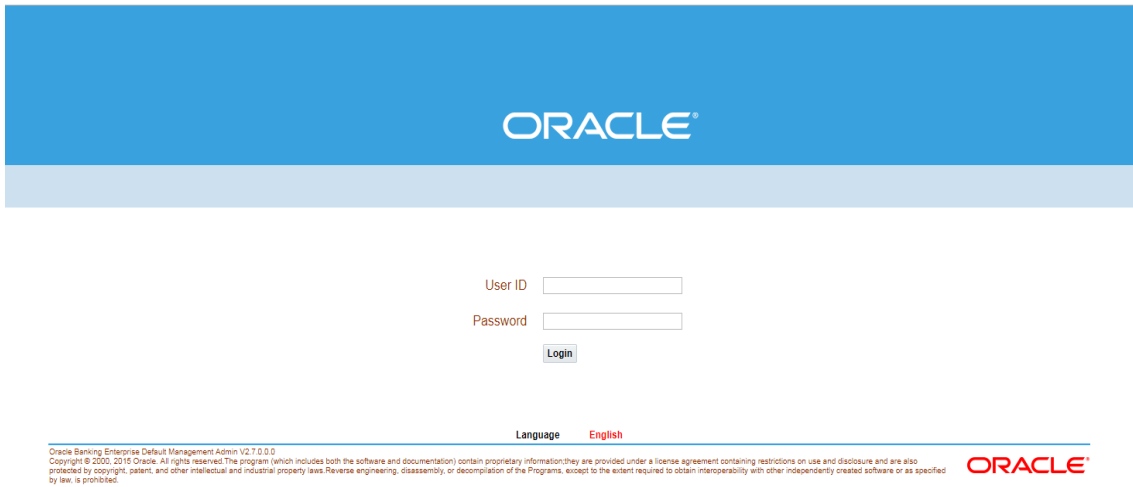 ORACLE®
User ID
Password
Login
Language English
Oracle Banking Enterprise Default Management Admin V2.7.0.0.0
Copyright © 2000, 2015 Oracle. All rights reserved.The program (which includes both the software and documentation) contain proprietary information;they are provided under a license agreement containing restrictions on use and disclosure and are also
protected by copyright, patent, and other intellectual and industrial property laws.Reverse engineering, disassembly, or decompilation of the Programs, except to the extent required to obtain interoperability with other independently created software or as specified
by law, is prohibited.
ORACLE®